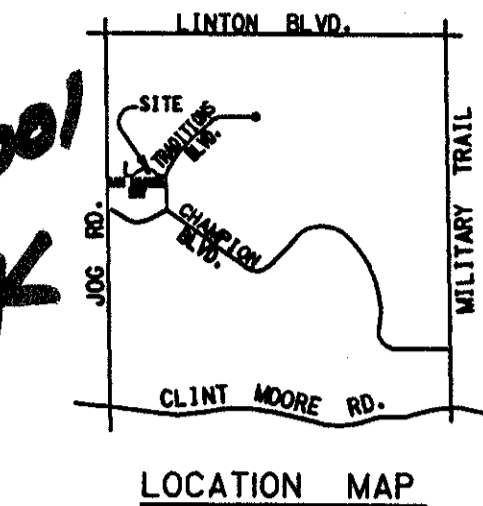 LINTON BLVD.
SITE
TRADITIONS
BLVD.
JOG RD.
CHAMPION
BLVD.
MILITARY TRAIL
CLINT MOORE RD.
LOCATION MAP